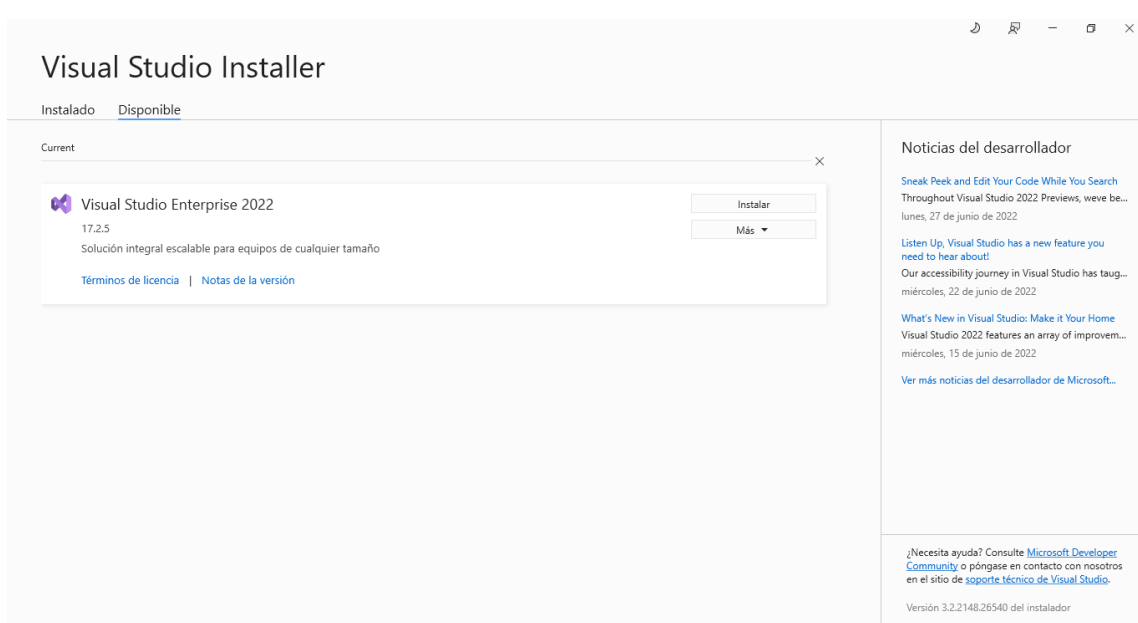 Visual Studio Installer
Instalado
Disponible
Current
Visual Studio Enterprise 2022
17.2.5
Solución integral escalable para equipos de cualquier tamaño
Términos de licencia | Notas de la versión
Instalar
Más
Noticias del desarrollador
Sneak Peek and Edit Your Code While You Search
Throughout Visual Studio 2022 Previews, weve be...
lunes, 27 de junio de 2022
Listen Up, Visual Studio has a new feature you
need to hear about!
Our accessibility journey in Visual Studio has taug...
miércoles, 22 de junio de 2022
What's New in Visual Studio: Make it Your Home
Visual Studio 2022 features an array of improvem...
miércoles, 15 de junio de 2022
Ver más noticias del desarrollador de Microsoft...
¿Necesita ayuda? Consulte Microsoft Developer
Community o póngase en contacto con nosotros
en el sitio de soporte técnico de Visual Studio.
Versión 3.2.2148.26540 del instalador